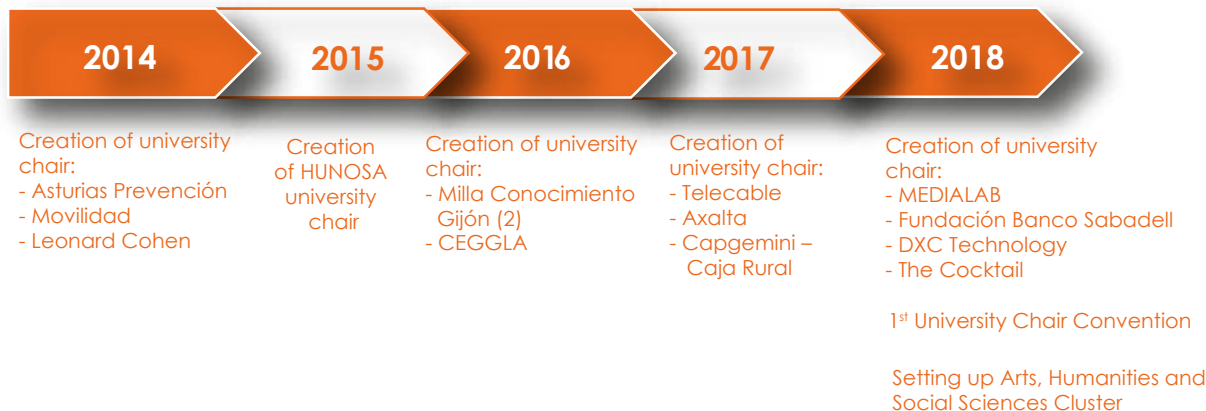 2014
2015
2016
2017
2018
Creation of university
chair:
- Asturias Prevención
- Movilidad
- Leonard Cohen
Creation
of HUNOSA
university
chair
Creation of university
chair:
- Milla Conocimiento
Gijón (2)
- CEGGLA
Creation of
university chair:
- Telecable
- Axalta
- Capgemini –
Caja Rural
Creation of university
chair:
- MEDIALAB
- Fundación Banco Sabadell
- DXC Technology
- The Cocktail
1st University Chair Convention
Setting up Arts, Humanities and
Social Sciences Cluster